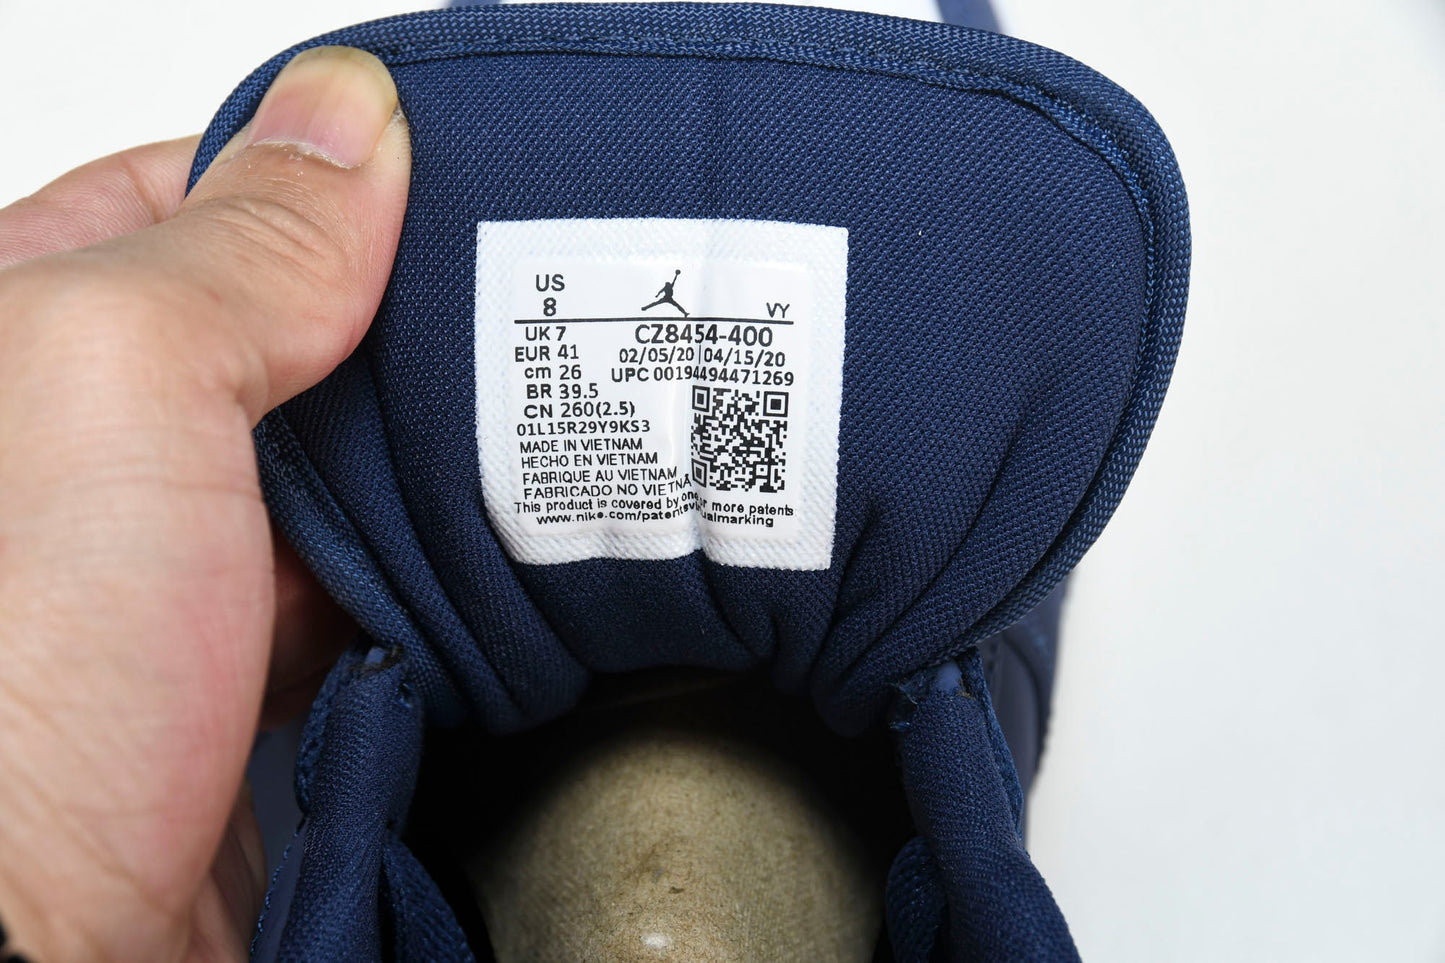 US
8
VY
UK 7
CZ8454-400
EUR 41
02/05/20 04/15/20
cm 26
UPC 00194494471269
BR 39.5
CN 260(2.5)
01L15R29Y9KS3
MADE IN VIETNAM
HECHO EN VIETNAM
FABRIQUE AU VIETNAM
FABRICADO NO VIETNA
This product is covered by one or more patents
www.nike.com/patentsvirtualmarking